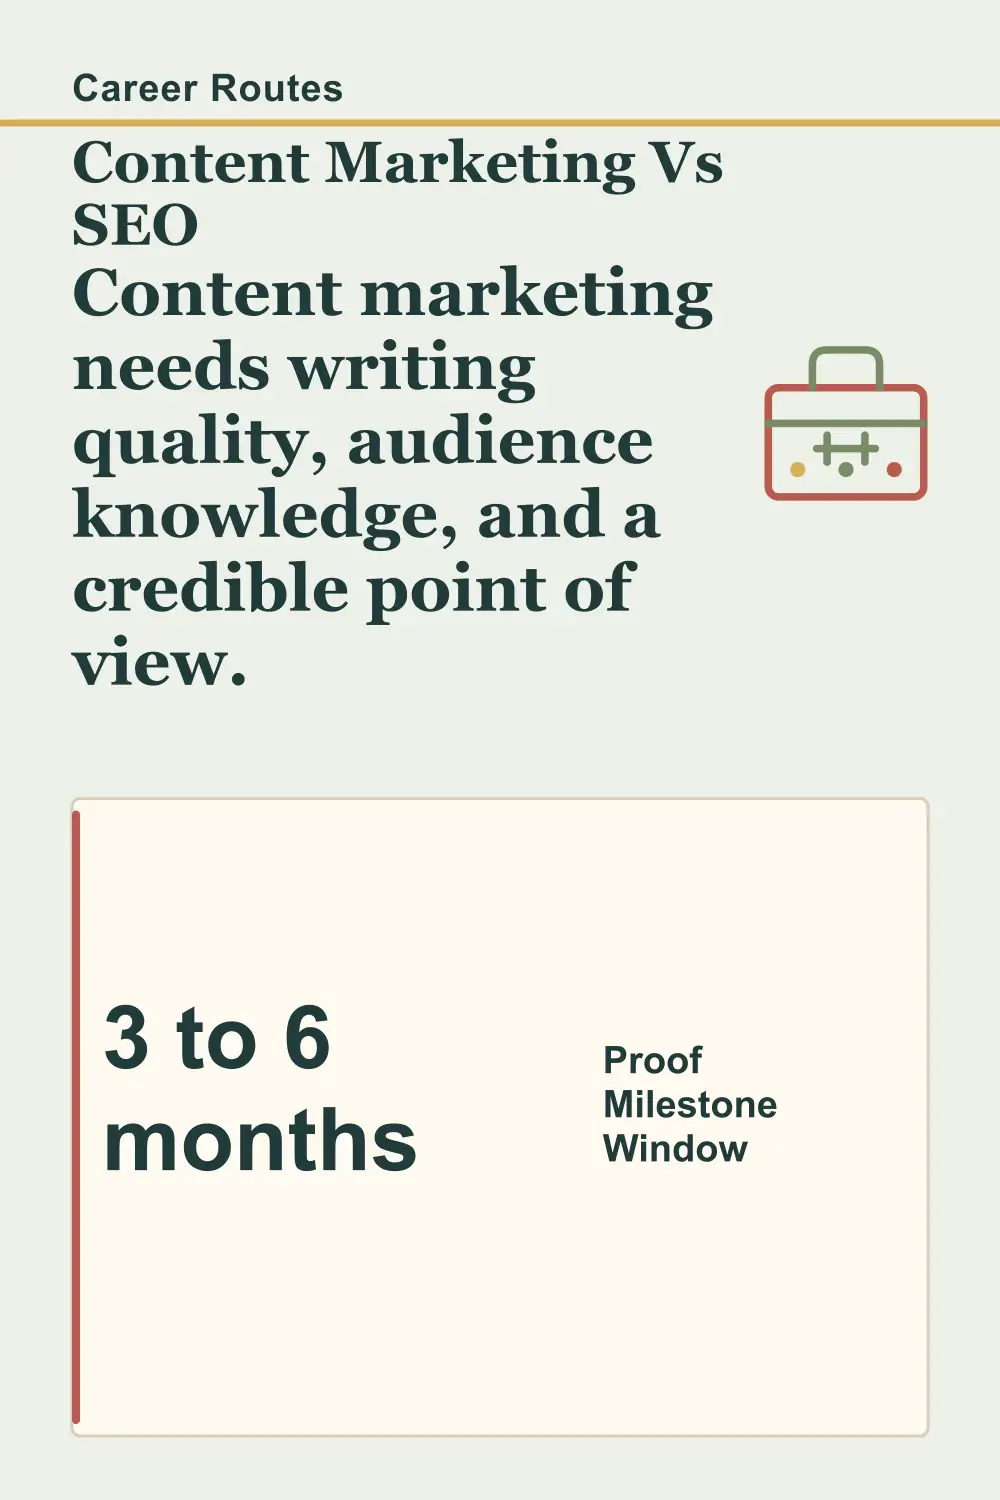 Career Routes
Content Marketing Vs
SEO
Content marketing
needs writing
quality, audience
knowledge, and a
credible point of
view.
3 to 6
months
Proof
Milestone
Window